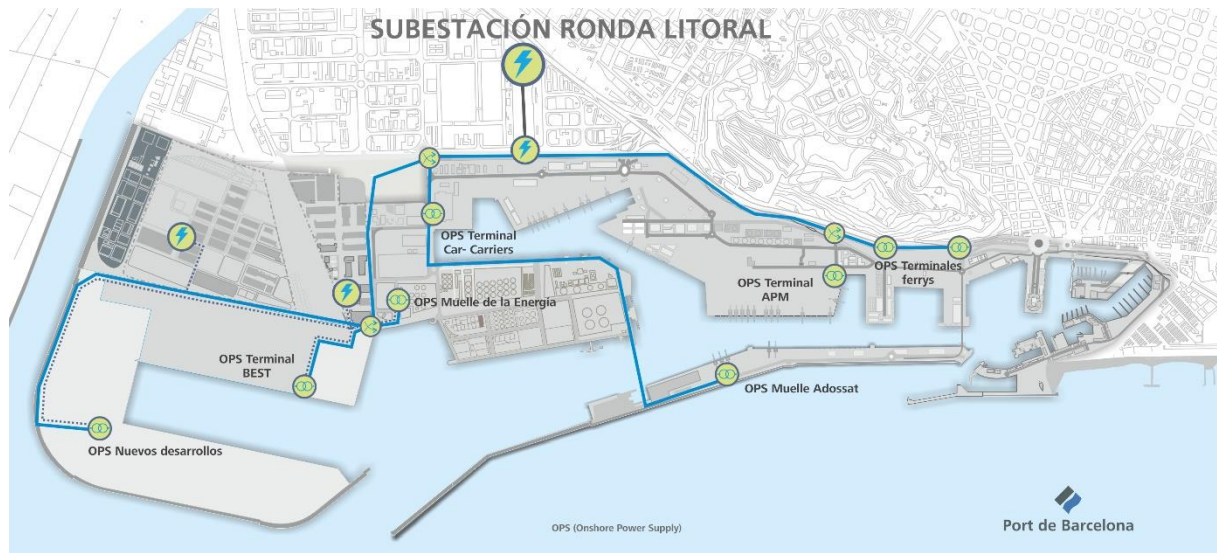 SUBESTACIÓN RONDA LITORAL
OPS Terminal
Car- Carriers
OPS Terminales
ferrys
OPS Terminal
APM
OPS Muelle de la Energia
OPS Terminal
BEST
OPS Muelle Adossat
OPS Nuevos desarrollos
OPS (Onshore Power Supply)
Port de Barcelona